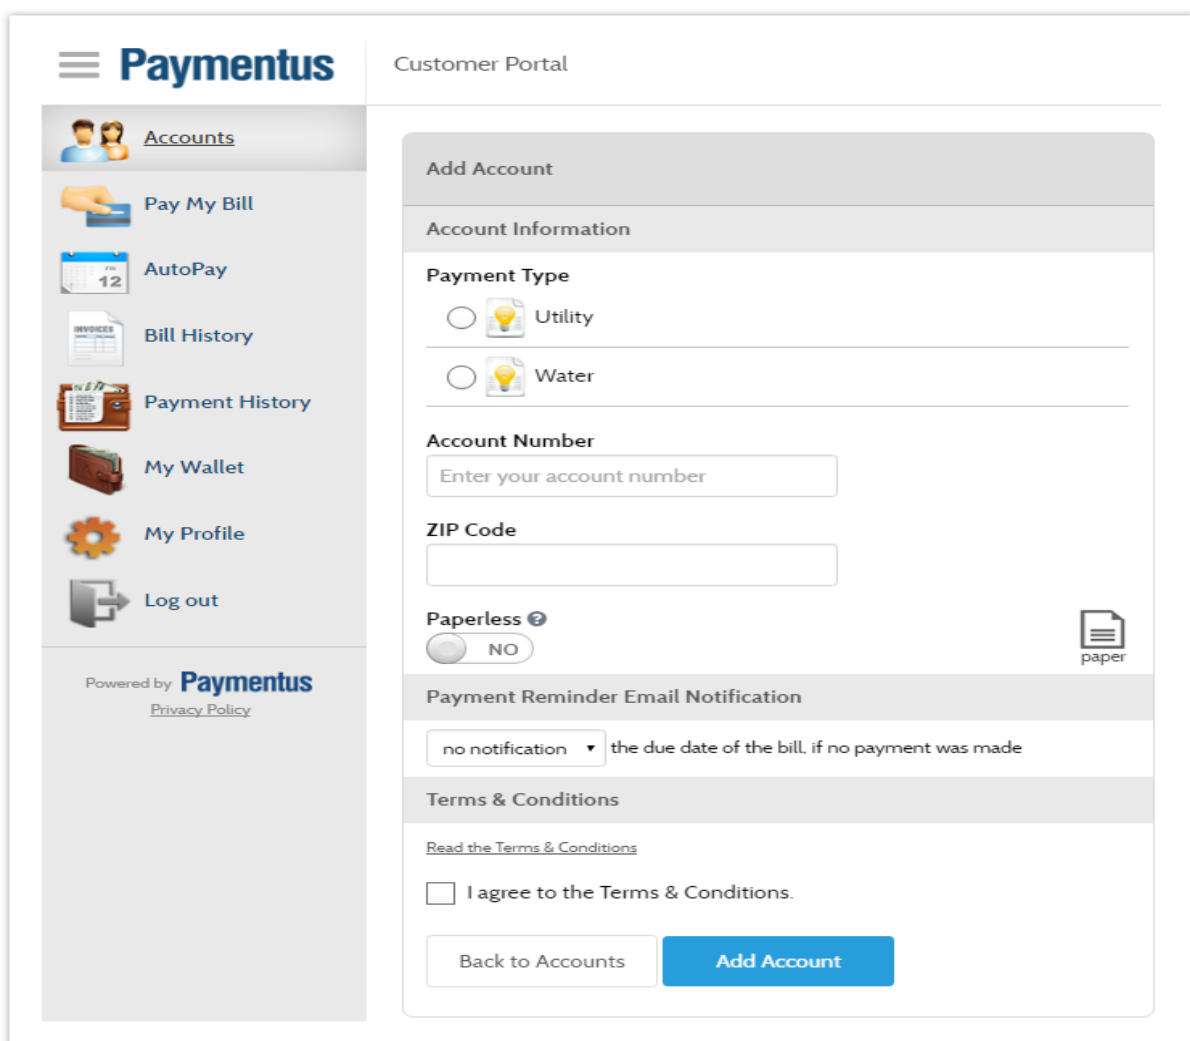 Paymentus
Customer Portal
Accounts
Pay My Bill
AutoPay
12
Bill History
INVOICES
Payment History
My Wallet
My Profile
Log out
Powered by Paymentus
Privacy Policy
Add Account
Account Information
Payment Type
Utility
Water
Account Number
Enter your account number
ZIP Code
Paperless ?
NO
paper
Payment Reminder Email Notification
no notification ▾ the due date of the bill, if no payment was made
Terms & Conditions
Read the Terms & Conditions
I agree to the Terms & Conditions.
Back to Accounts
Add Account